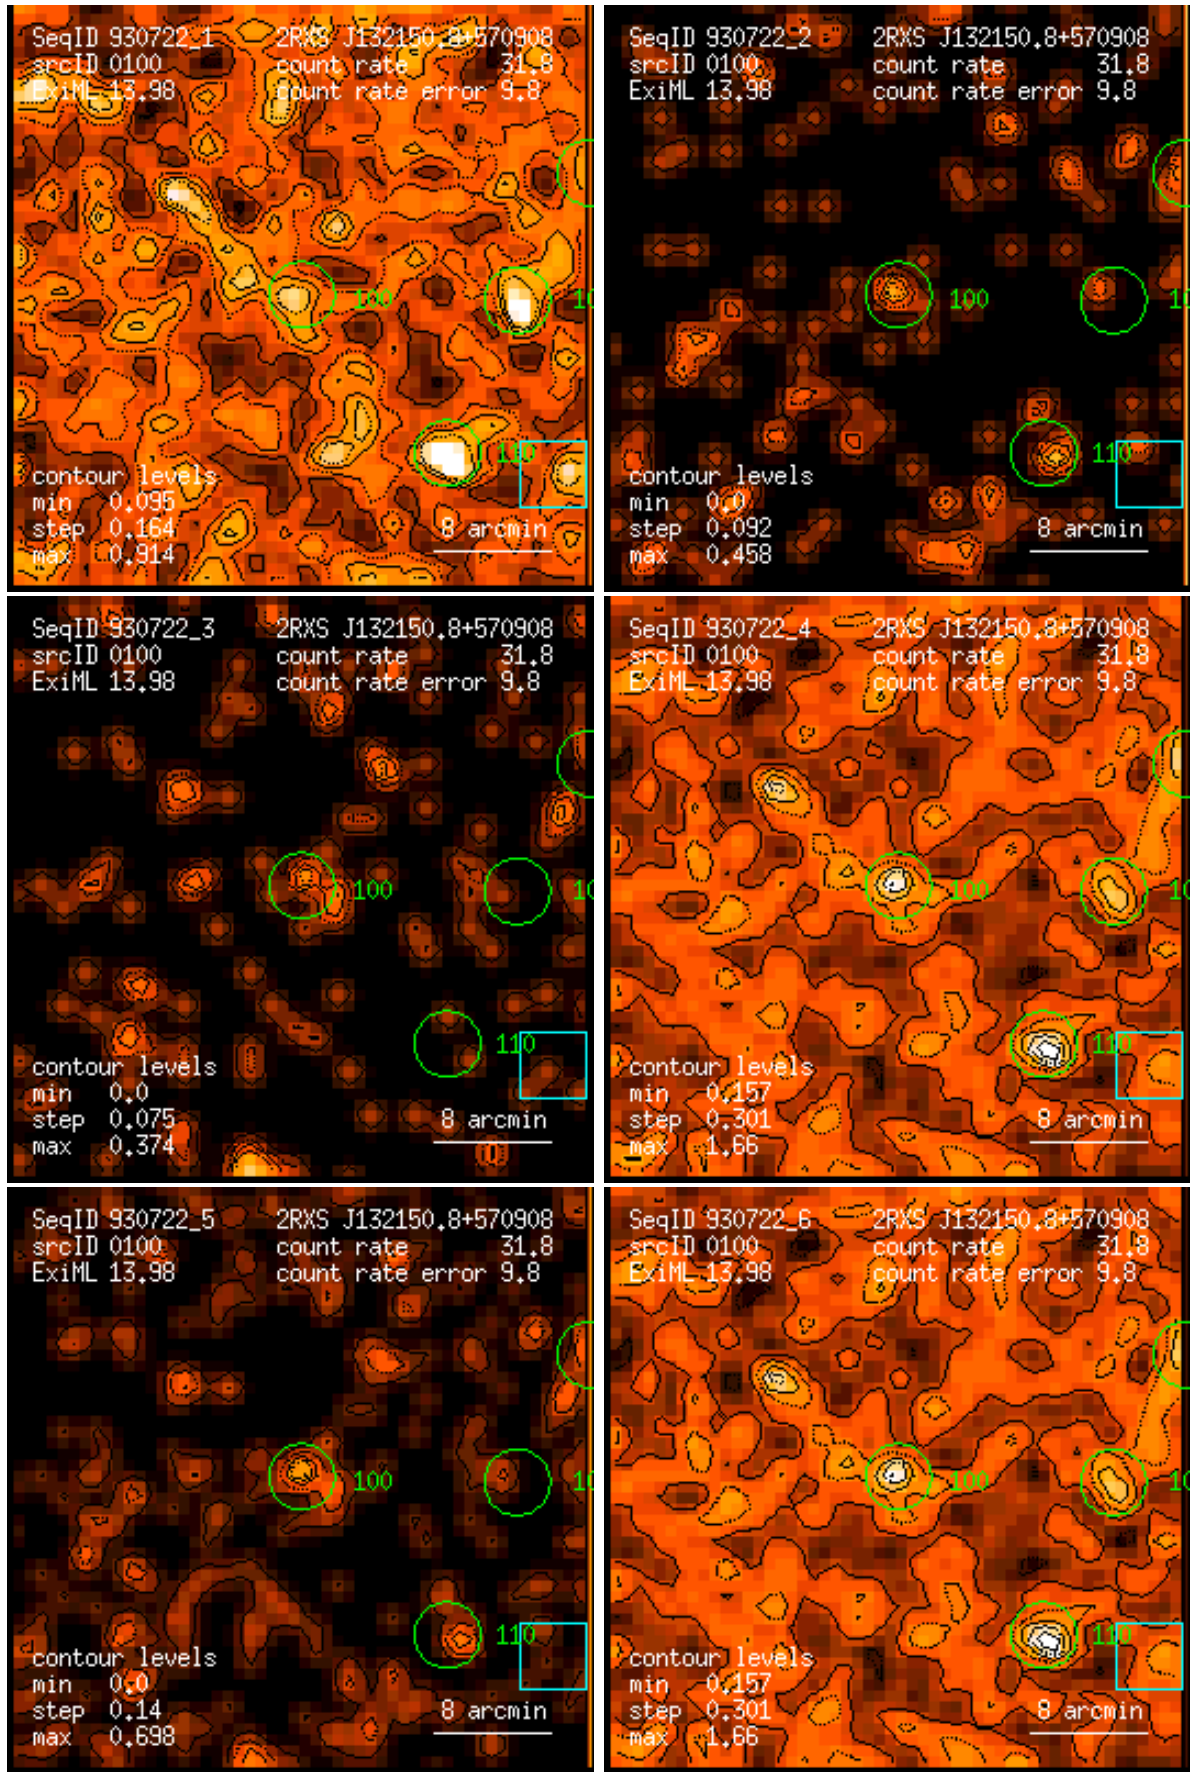 SeqID 930722_1 2RXS J132150.8+570908
srcID 0100 count rate 31.8
ExiML 13.98 count rate error 9.8
100
10
110
contour levels
min 0.095
step 0.164
max 0.914
8 arcmin
SeqID 930722_2 2RXS J132150.8+570908
srcID 0100 count rate 31.8
ExiML 13.98 count rate error 9.8
100
10
110
contour levels
min 0.0
step 0.092
max 0.458
8 arcmin
SeqID 930722_3 2RXS J132150.8+570908
srcID 0100 count rate 31.8
ExiML 13.98 count rate error 9.8
100
10
110
contour levels
min 0.0
step 0.075
max 0.374
8 arcmin
SeqID 930722_4 2RXS J132150.8+570908
srcID 0100 count rate 31.8
ExiML 13.98 count rate error 9.8
100
10
110
contour levels
min 0.157
step 0.301
max 1.66
8 arcmin
SeqID 930722_5 2RXS J132150.8+570908
srcID 0100 count rate 31.8
ExiML 13.98 count rate error 9.8
100
10
110
contour levels
min 0.0
step 0.14
max 0.698
8 arcmin
SeqID 930722_6 2RXS J132150.8+570908
srcID 0100 count rate 31.8
ExiML 13.98 count rate error 9.8
100
10
110
contour levels
min 0.157
step 0.301
max 1.66
8 arcmin